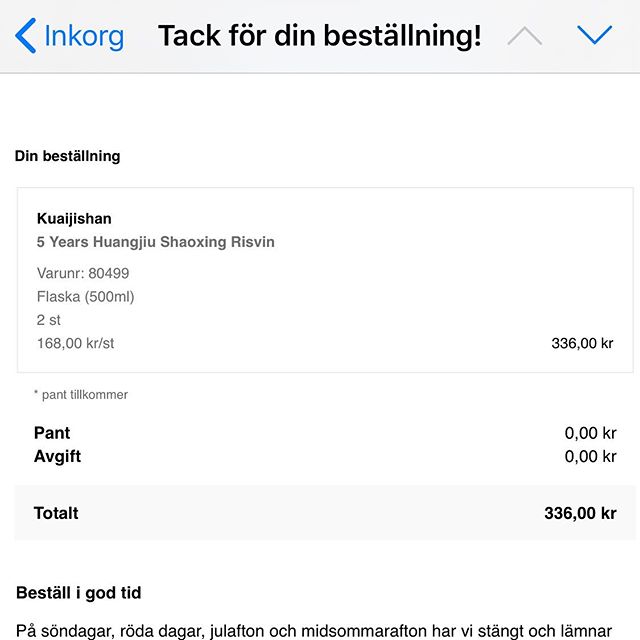 Inkorg Tack för din beställning!
Din beställning
Kuaijishan
5 Years Huangjiu Shaoxing Risvin
Varunr: 80499
Flaska (500ml)
2 st
168,00 kr/st 336,00 kr
* pant tillkommer
Pant 0,00 kr
Avgift 0,00 kr
Totalt 336,00 kr
Beställ i god tid
På söndagar, röda dagar, julafton och midsommarafton har vi stängt och lämnar